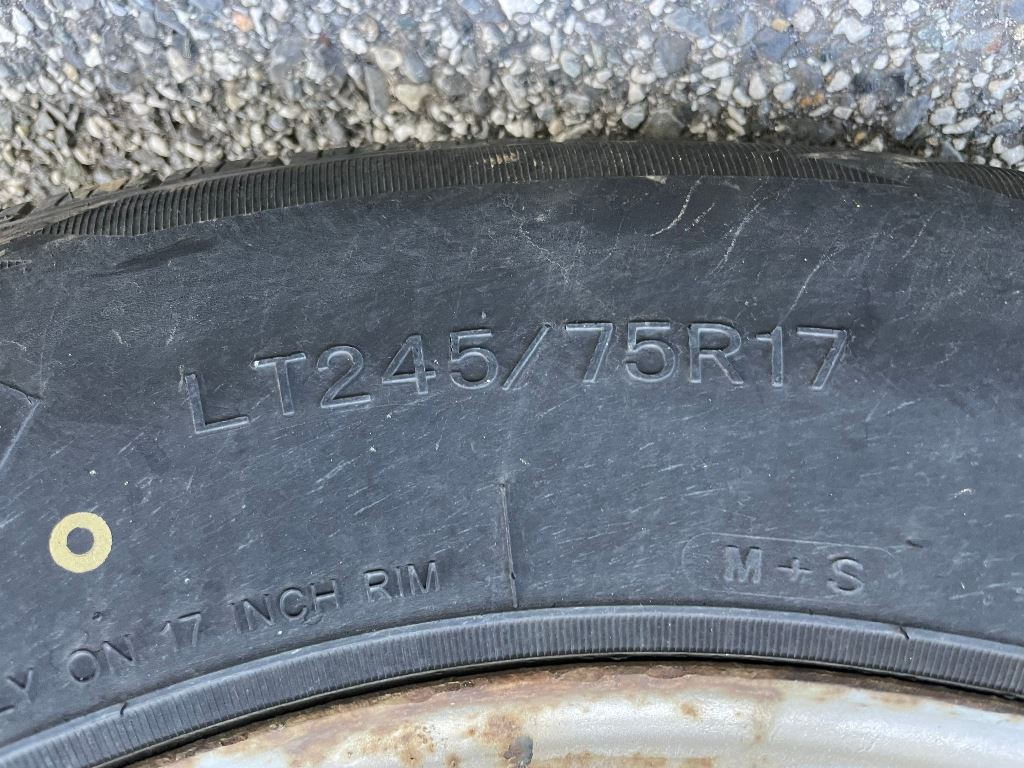 LT245/75R17
M+S
ON 17 INCH RIM